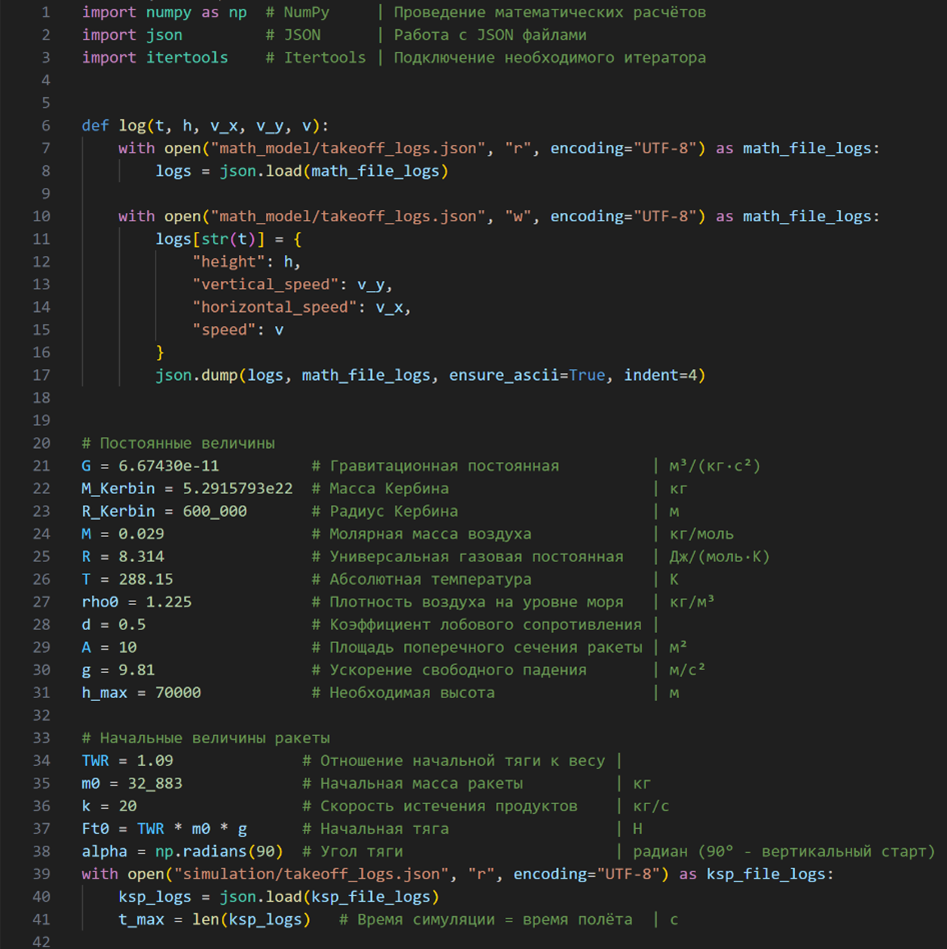 1 import numpy as np  # NumPy      | Проведение математических расчётов
2 import json         # JSON       | Работа с JSON файлами
3 import itertools    # Itertools | Подключение необходимого итератора
4
5
6 def log(t, h, v_x, v_y, v):
7     with open("math_model/takeoff_logs.json", "r", encoding="UTF-8") as math_file_logs:
8         logs = json.load(math_file_logs)
9
10     with open("math_model/takeoff_logs.json", "w", encoding="UTF-8") as math_file_logs:
11         logs[str(t)] = {
12             "height": h,
13             "vertical_speed": v_y,
14             "horizontal_speed": v_x,
15             "speed": v
16         }
17         json.dump(logs, math_file_logs, ensure_ascii=True, indent=4)
18
19
20 # Постоянные величины
21 G = 6.67430e-11          # Гравитационная постоянная          | м³/(кг·с²)
22 M_Kerbin = 5.2915793e22  # Масса Кербина                      | кг
23 R_Kerbin = 600_000       # Радиус Кербина                     | м
24 M = 0.029                # Молярная масса воздуха             | кг/моль
25 R = 8.314                # Универсальная газовая постоянная   | Дж/(моль·К)
26 T = 288.15               # Абсолютная температура             | К
27 rho0 = 1.225             # Плотность воздуха на уровне моря   | кг/м³
28 d = 0.5                  # Коэффициент лобового сопротивления |
29 A = 10                   # Площадь поперечного сечения ракеты | м²
30 g = 9.81                 # Ускорение свободного падения       | м/с²
31 h_max = 70000            # Необходимая высота                 | м
32
33 # Начальные величины ракеты
34 TWR = 1.09              # Отношение начальной тяги к весу |
35 m0 = 32_883             # Начальная масса ракеты          | кг
36 k = 20                  # Скорость истечения продуктов    | кг/с
37 Ft0 = TWR * m0 * g      # Начальная тяга                  | Н
38 alpha = np.radians(90)  # Угол тяги                       | радиан (90° - вертикальный старт)
39 with open("simulation/takeoff_logs.json", "r", encoding="UTF-8") as ksp_file_logs:
40     ksp_logs = json.load(ksp_file_logs)
41     t_max = len(ksp_logs)   # Время симуляции = время полёта  | с
42